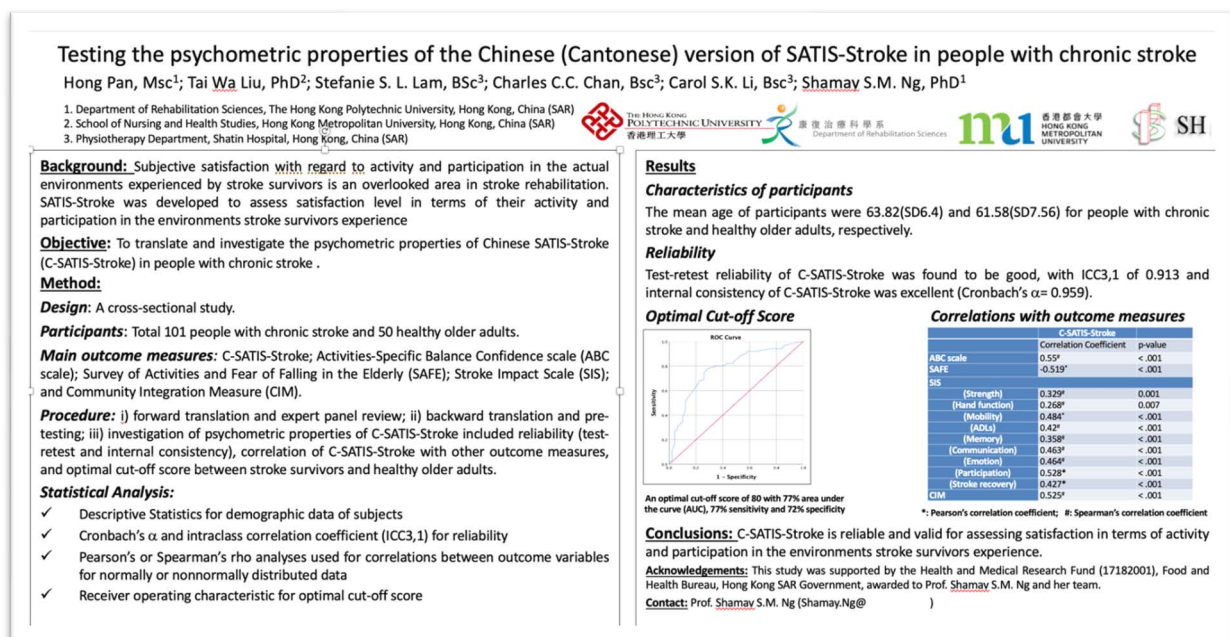 Testing the psychometric properties of the Chinese (Cantonese) version of SATIS-Stroke in people with chronic stroke
Hong Pan, Msc¹; Tai Wa Liu, PhD²; Stefanie S. L. Lam, BSc³; Charles C.C. Chan, Bsc³; Carol S.K. Li, Bsc³; Shamay S.M. Ng, PhD¹
1. Department of Rehabilitation Sciences, The Hong Kong Polytechnic University, Hong Kong, China (SAR)
2. School of Nursing and Health Studies, Hong Kong Metropolitan University, Hong Kong, China (SAR)
3. Physiotherapy Department, Shatin Hospital, Hong Kong, China (SAR)
THE HONG KONG
POLYTECHNIC UNIVERSITY
香港理工大學
康復治療科學系
Department of Rehabilitation Sciences
mu
香港都會大學
HONG KONG
METROPOLITAN
UNIVERSITY
SH
Background: Subjective satisfaction with regard to activity and participation in the actual
environments experienced by stroke survivors is an overlooked area in stroke rehabilitation.
SATIS-Stroke was developed to assess satisfaction level in terms of their activity and
participation in the environments stroke survivors experience
Objective: To translate and investigate the psychometric properties of Chinese SATIS-Stroke
(C-SATIS-Stroke) in people with chronic stroke .
Method:
Design: A cross-sectional study.
Participants: Total 101 people with chronic stroke and 50 healthy older adults.
Main outcome measures: C-SATIS-Stroke; Activities-Specific Balance Confidence scale (ABC
scale); Survey of Activities and Fear of Falling in the Elderly (SAFE); Stroke Impact Scale (SIS);
and Community Integration Measure (CIM).
Procedure: i) forward translation and expert panel review; ii) backward translation and pre-
testing; iii) investigation of psychometric properties of C-SATIS-Stroke included reliability (test-
retest and internal consistency), correlation of C-SATIS-Stroke with other outcome measures,
and optimal cut-off score between stroke survivors and healthy older adults.
Statistical Analysis:
✓ Descriptive Statistics for demographic data of subjects
✓ Cronbach's α and intraclass correlation coefficient (ICC3,1) for reliability
✓ Pearson's or Spearman's rho analyses used for correlations between outcome variables
for normally or nonnormally distributed data
✓ Receiver operating characteristic for optimal cut-off score
Results
Characteristics of participants
The mean age of participants were 63.82(SD6.4) and 61.58(SD7.56) for people with chronic
stroke and healthy older adults, respectively.
Reliability
Test-retest reliability of C-SATIS-Stroke was found to be good, with ICC3,1 of 0.913 and
internal consistency of C-SATIS-Stroke was excellent (Cronbach's α= 0.959).
Optimal Cut-off Score
ROC Curve
Sensitivity
1.0
0.8
0.6
0.4
0.2
0.0
0.0 0.2 0.4 0.6 0.8 1.0
1 - Specificity
An optimal cut-off score of 80 with 77% area under
the curve (AUC), 77% sensitivity and 72% specificity
Correlations with outcome measures
C-SATIS-Stroke
Correlation Coefficient p-value
ABC scale 0.55# < .001
SAFE -0.519* < .001
SIS
(Strength) 0.329# 0.001
(Hand function) 0.268# 0.007
(Mobility) 0.484* < .001
(ADLs) 0.42# < .001
(Memory) 0.358# < .001
(Communication) 0.463# < .001
(Emotion) 0.464# < .001
(Participation) 0.528* < .001
(Stroke recovery) 0.427* < .001
CIM 0.525# < .001
*: Pearson's correlation coefficient; #: Spearman's correlation coefficient
Conclusions: C-SATIS-Stroke is reliable and valid for assessing satisfaction in terms of activity
and participation in the environments stroke survivors experience.
Acknowledgements: This study was supported by the Health and Medical Research Fund (17182001), Food and
Health Bureau, Hong Kong SAR Government, awarded to Prof. Shamay S.M. Ng and her team.
Contact: Prof. Shamay S.M. Ng (Shamay.Ng@ )